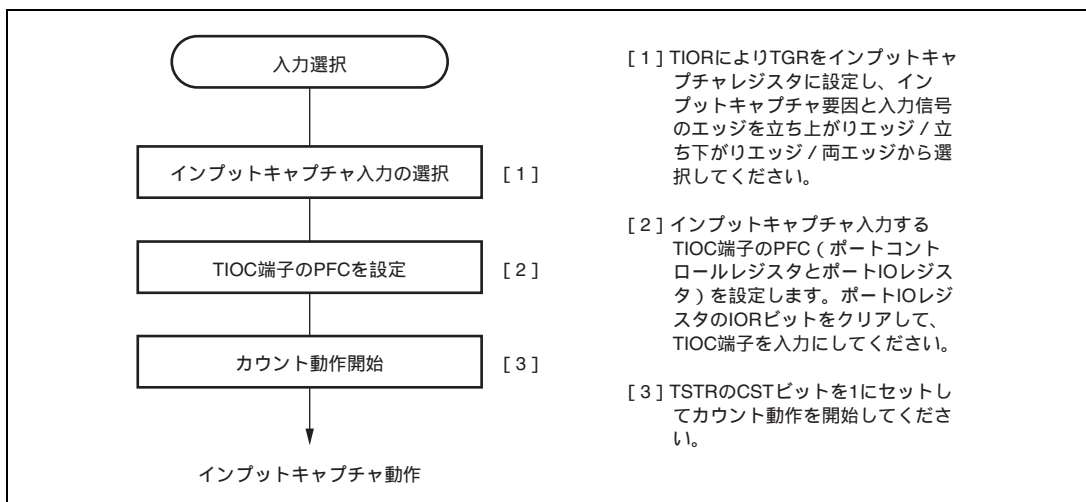 入力選択
インプットキャプチャ入力の選択
[ 1 ]
TIOC端子のPFCを設定
[ 2 ]
カウント動作開始
[ 3 ]
インプットキャプチャ動作
[ 1 ] TIORによりTGRをインプットキャ
プチャレジスタに設定し、イン
プットキャプチャ要因と入力信号
のエッジを立ち上がりエッジ / 立
ち下がりエッジ / 両エッジから選
択してください。
[ 2 ] インプットキャプチャ入力する
TIOC端子のPFC ( ポートコント
ロールレジスタとポートIOレジス
タ ) を設定します。ポートIOレジ
スタのIORビットをクリアして、
TIOC端子を入力にしてください。
[ 3 ] TSTRのCSTビットを1にセットし
てカウント動作を開始してくださ
い。